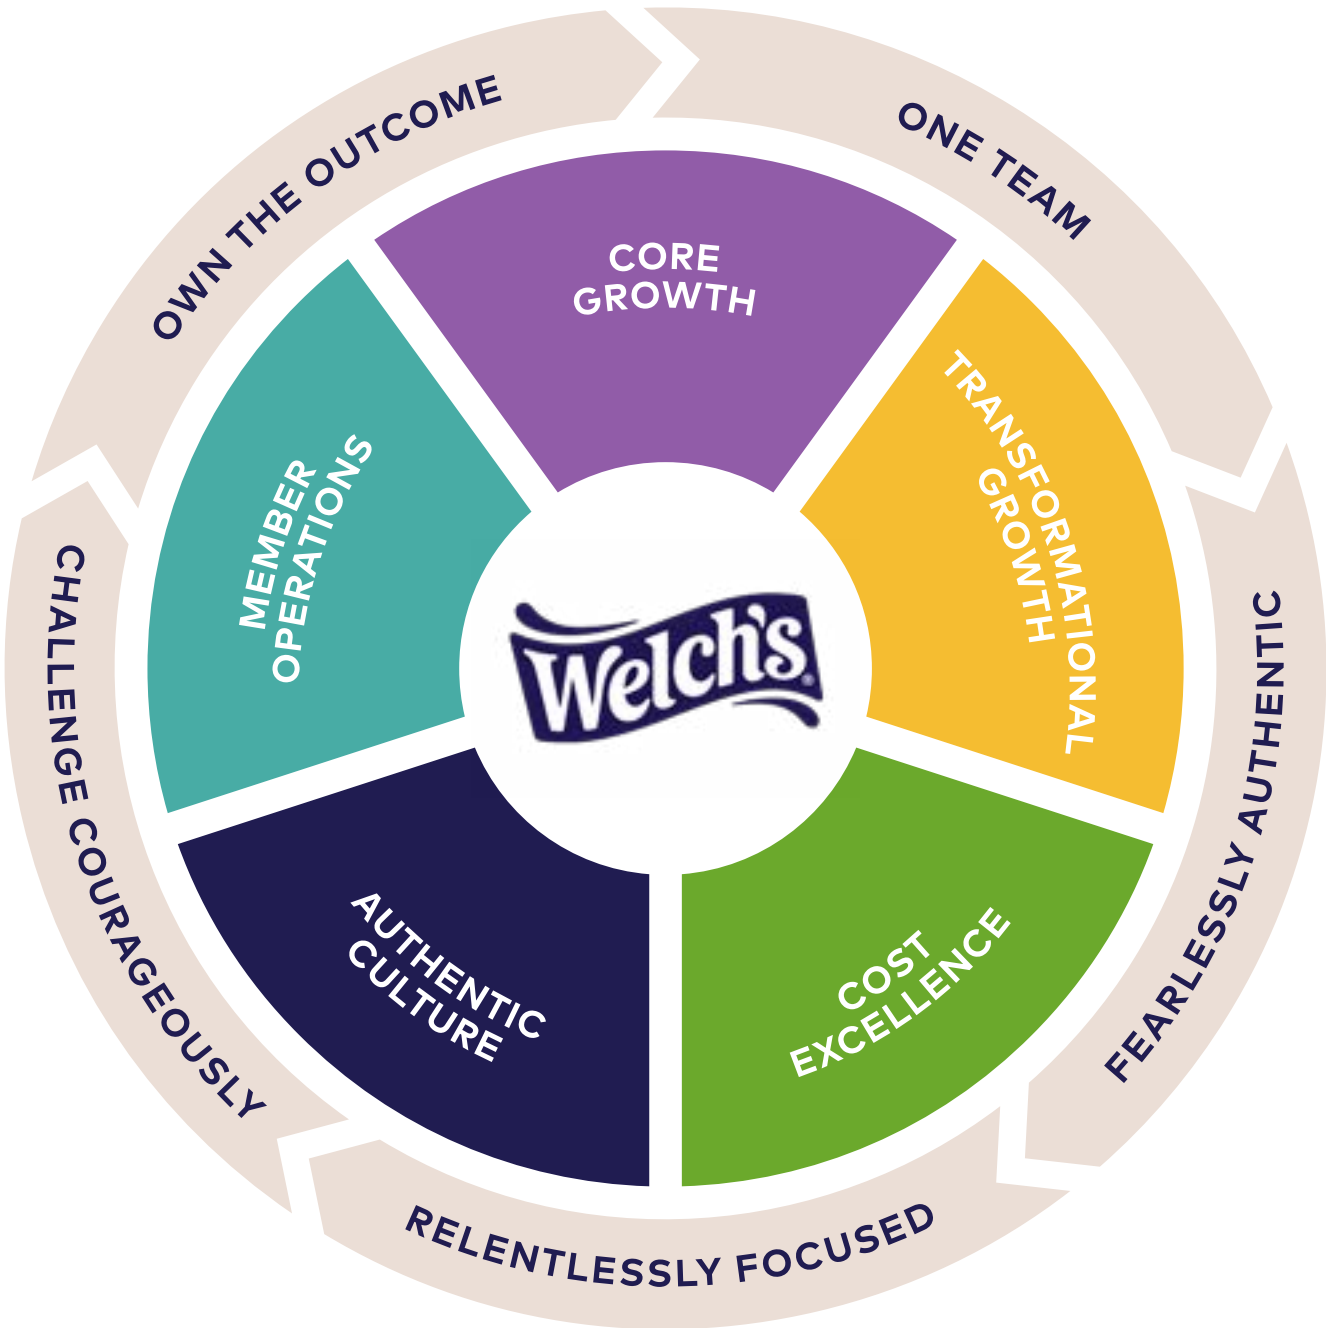 OWN THE OUTCOME
ONE TEAM
FEARLESSLY AUTHENTIC
RELENTLESSLY FOCUSED
CHALLENGE COURAGEOUSLY
CORE
GROWTH
TRANSFORMATIONAL
GROWTH
COST
EXCELLENCE
AUTHENTIC
CULTURE
MEMBER
OPERATIONS
Welch's®